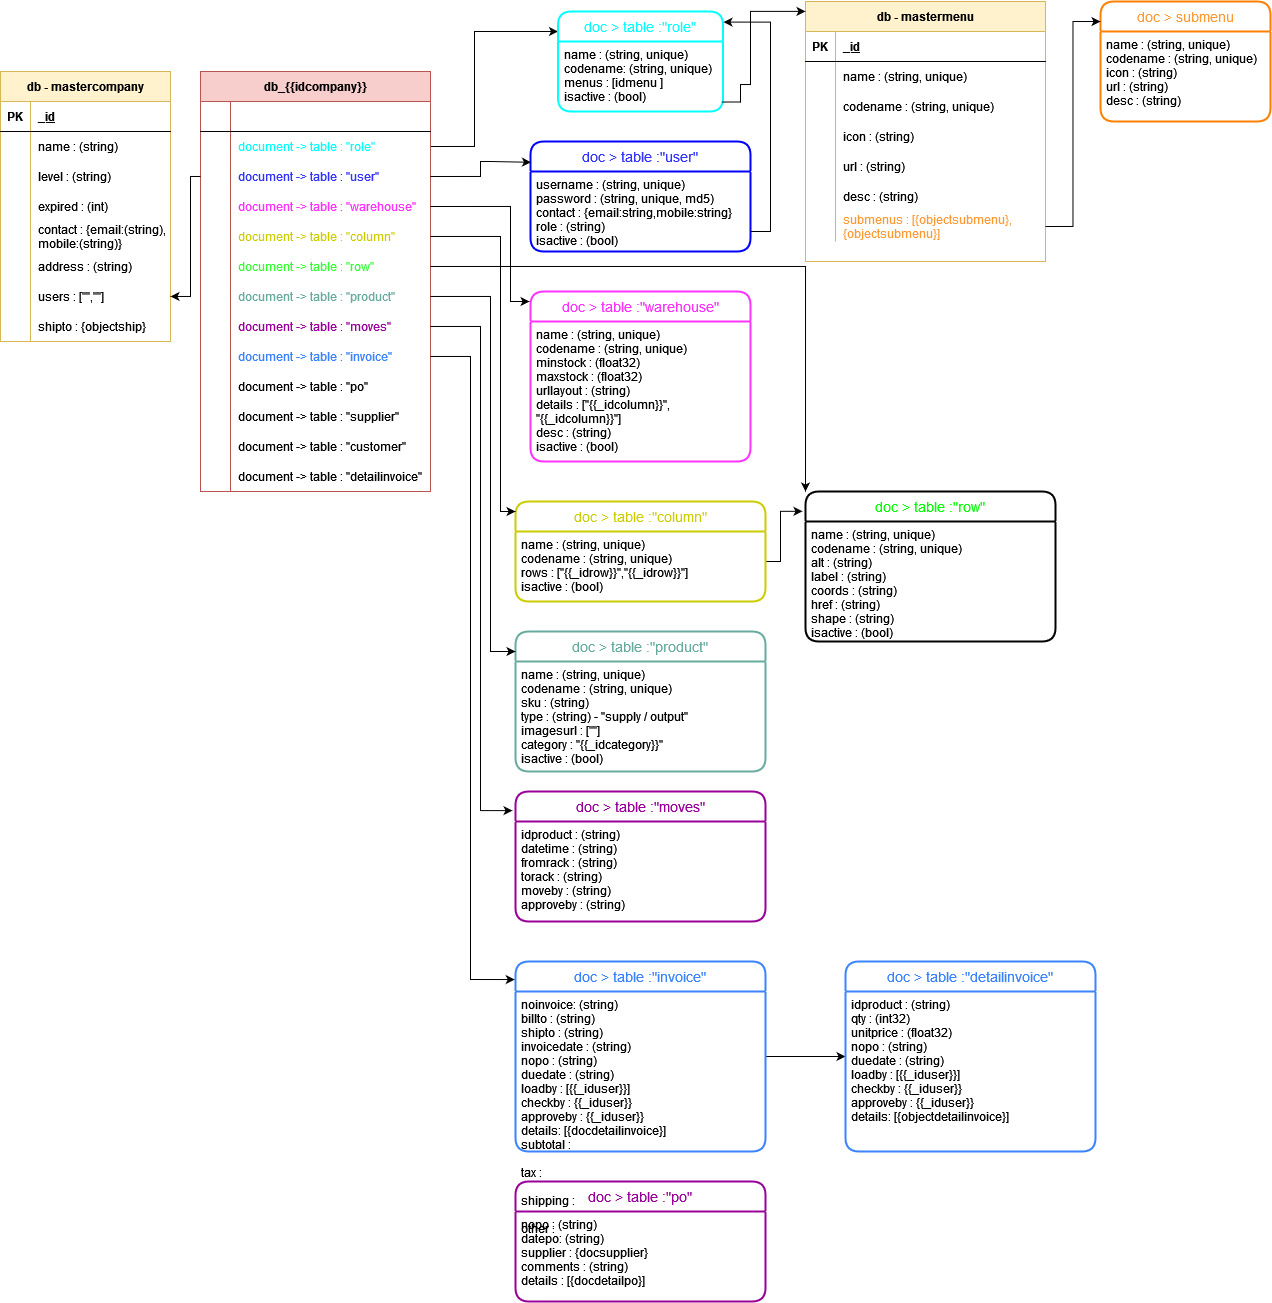 db - mastercompany
PK _id
name : (string)
level : (string)
expired : (int)
contact : {email:(string),
mobile:(string)}
address : (string)
users : ["",""]
shipto : {objectship}
db_{{idcompany}}
document -> table : "role"
document -> table : "user"
document -> table : "warehouse"
document -> table : "column"
document -> table : "row"
document -> table : "product"
document -> table : "moves"
document -> table : "invoice"
document -> table : "po"
document -> table : "supplier"
document -> table : "customer"
document -> table : "detailinvoice"
doc > table :"role"
name : (string, unique)
codename: (string, unique)
menus : [idmenu ]
isactive : (bool)
db - mastermenu
PK _id
name : (string, unique)
codename : (string, unique)
icon : (string)
url : (string)
desc : (string)
submenus : [{objectsubmenu},
{objectsubmenu}]
doc > submenu
name : (string, unique)
codename : (string, unique)
icon : (string)
url : (string)
desc : (string)
doc > table :"user"
username : (string, unique)
password : (string, unique, md5)
contact : {email:string,mobile:string}
role : (string)
isactive : (bool)
doc > table :"warehouse"
name : (string, unique)
codename : (string, unique)
minstock : (float32)
maxstock : (float32)
urllayout : (string)
details : ["{{_idcolumn}}",
"{{_idcolumn}}"]
desc : (string)
isactive : (bool)
doc > table :"column"
name : (string, unique)
codename : (string, unique)
rows : ["{{_idrow}}","{{_idrow}}"]
isactive : (bool)
doc > table :"row"
name : (string, unique)
codename : (string, unique)
alt : (string)
label : (string)
coords : (string)
href : (string)
shape : (string)
isactive : (bool)
doc > table :"product"
name : (string, unique)
codename : (string, unique)
sku : (string)
type : (string) - "supply / output"
imagesurl : [""]
category : "{{_idcategory}}"
isactive : (bool)
doc > table :"moves"
idproduct : (string)
datetime : (string)
fromrack : (string)
torack : (string)
moveby : (string)
approveby : (string)
doc > table :"invoice"
noinvoice: (string)
billto : (string)
shipto : (string)
invoicedate : (string)
nopo : (string)
duedate : (string)
loadby : [{{_iduser}}]
checkby : {{_iduser}}
approveby : {{_iduser}}
details: [{docdetailinvoice}]
subtotal :
tax :
shipping :
other :
doc > table :"detailinvoice"
idproduct : (string)
qty : (int32)
unitprice : (float32)
nopo : (string)
duedate : (string)
loadby : [{{_iduser}}]
checkby : {{_iduser}}
approveby : {{_iduser}}
details: [{objectdetailinvoice}]
doc > table :"po"
nopo : (string)
datepo: (string)
supplier : {docsupplier}
comments : (string)
details : [{docdetailpo}]